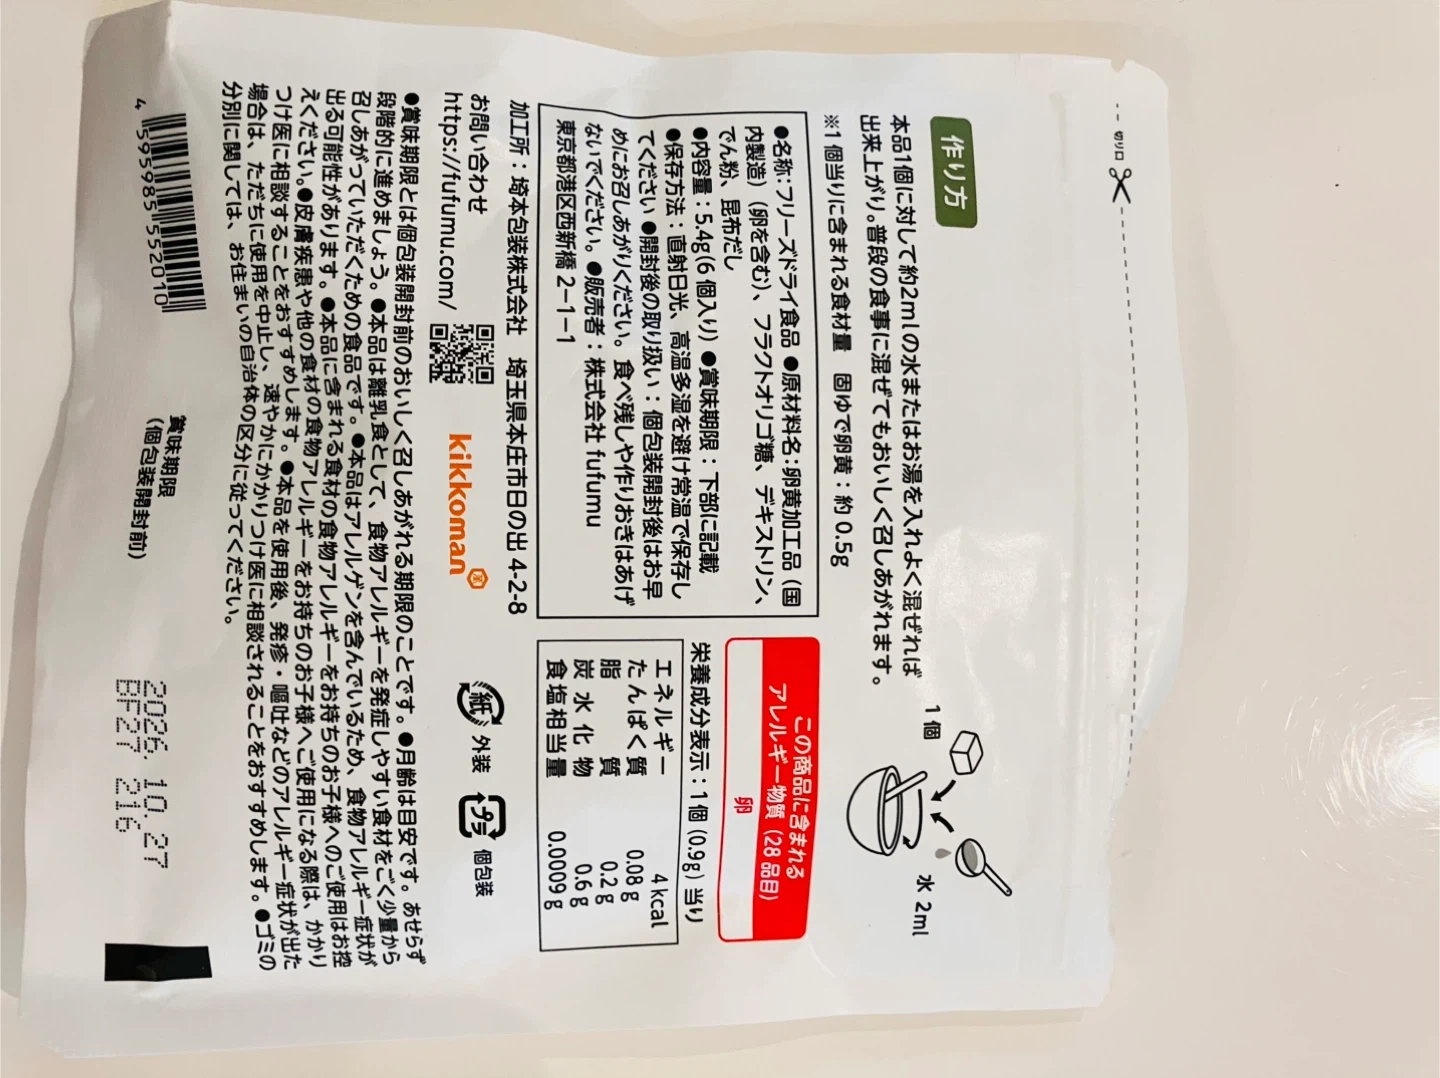 切り口
作り方
本品1個に対して約2mlの水またはお湯を入れよく混ぜれば
出来上がり。普段の食事に混ぜてもおいしく召しあがれます。
※1 個当りに含まれる食材量　固ゆで卵黄：約 0.5g
1 個
水 2ml
●名称:フリーズドライ食品 ●原材料名:卵黄加工品（国
内製造）（卵を含む）、フラクトオリゴ糖、デキストリン、
でん粉、昆布だし
●内容量：5.4g(6 個入り) ●賞味期限：下部に記載
●保存方法：直射日光、高温多湿を避け常温で保存し
てください ●開封後の取り扱い：個包装開封後はお早
めにお召しあがりください。食べ残しや作りおきはあげ
ないでください。●販売者：株式会社 fufumu
東京都港区西新橋 2−1−1
この商品に含まれる
アレルギー物質（28 品目）
卵
栄養成分表示：1 個 (0.9g) 当り
エネルギー 4 kcal
たんぱく質 0.08 g
脂質 0.2 g
炭水化物 0.6 g
食塩相当量 0.0009 g
加工所：埼本包装株式会社　埼玉県本庄市日の出 4-2-8
お問い合わせ
https://fufumu.com/
kikkoman
紙 外装
プラ 個包装
●賞味期限とは個包装開封前のおいしく召しあがれる期限のことです。●月齢は目安です。あせらず
段階的に進めましょう。●本品は離乳食として、食物アレルギーを発症しやすい食材をごく少量から
召しあがっていただくための食品です。●本品はアレルゲンを含んでいるため、食物アレルギー症状が
出る可能性があります。●本品に含まれる食材の食物アレルギーをお持ちのお子様へのご使用はお控
えください。●皮膚疾患や他の食材の食物アレルギーをお持ちのお子様へご使用になる際は、かかり
つけ医に相談することをおすすめします。●本品を使用後、発疹・嘔吐などのアレルギー症状が出た
場合は、ただちに使用を中止し、速やかにかかりつけ医に相談されることをおすすめします。●ゴミの
分別に関しては、お住まいの自治体の区分に従ってください。
4 595985 552010
賞味期限
（個包装開封前）
2026. 10. 27
BF27 216